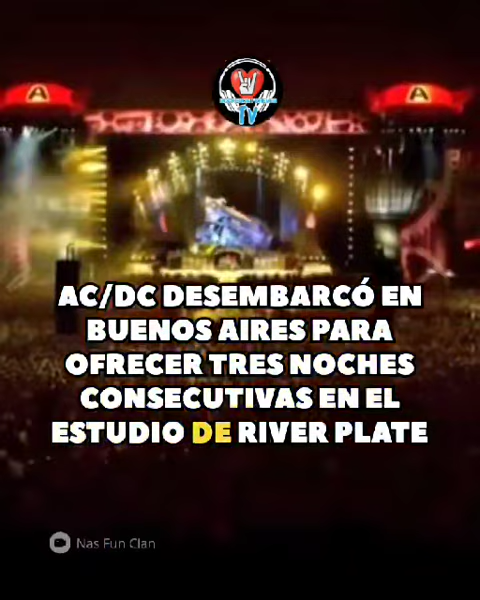 TV
A
A
AC/DC DESEMBARCÓ EN
BUENOS AIRES PARA
OFRECER TRES NOCHES
CONSECUTIVAS EN EL
ESTUDIO DE RIVER PLATE
Nas Fun Clan